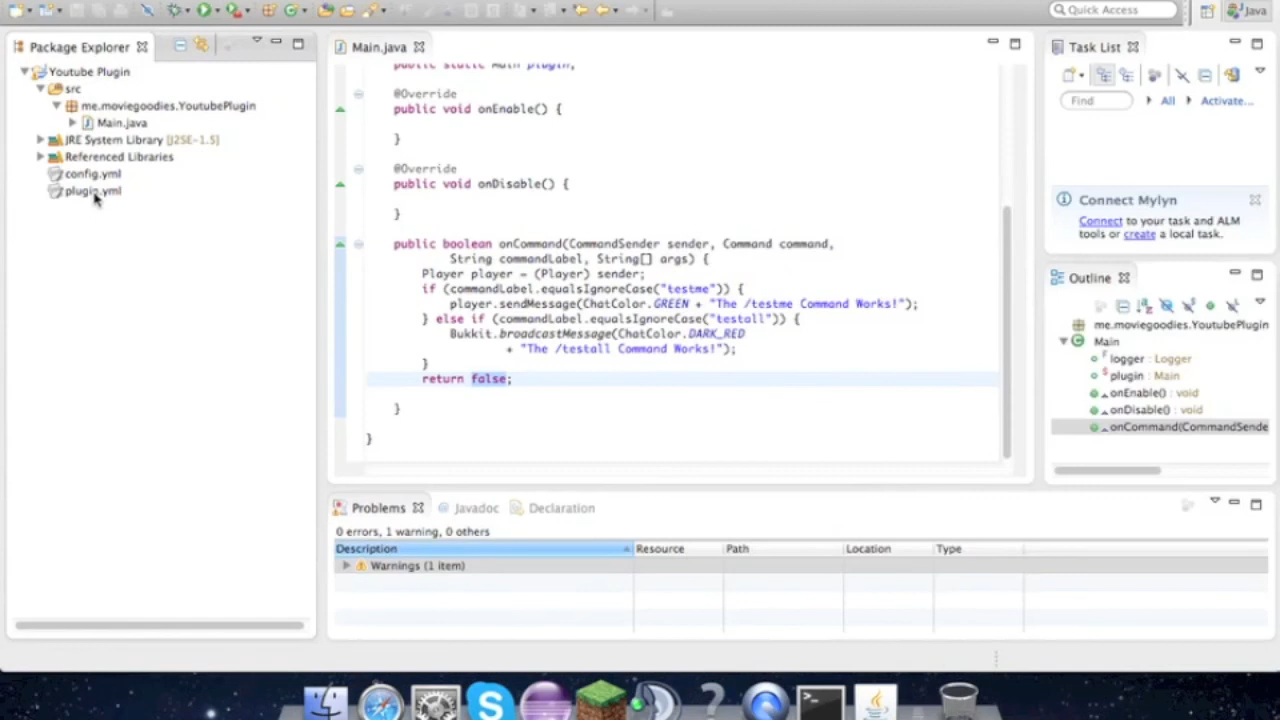 Quick Access
Java
Package Explorer
Youtube Plugin
src
me.moviegoodies.YoutubePlugin
Main.java
JRE System Library [J2SE-1.5]
Referenced Libraries
config.yml
plugin.yml
Main.java
public static Main plugin;
@Override
public void onEnable() {
}
@Override
public void onDisable() {
}
public boolean onCommand(CommandSender sender, Command command,
String commandLabel, String[] args) {
Player player = (Player) sender;
if (commandLabel.equalsIgnoreCase("testme")) {
player.sendMessage(ChatColor.GREEN + "The /testme Command Works!");
} else if (commandLabel.equalsIgnoreCase("testall")) {
Bukkit.broadcastMessage(ChatColor.DARK_RED
+ "The /testall Command Works!");
}
return false;
}
}
Task List
Find
All
Activate...
Connect Mylyn
Connect to your task and ALM
tools or create a local task.
Outline
me.moviegoodies.YoutubePlugin
Main
logger : Logger
plugin : Main
onEnable() : void
onDisable() : void
onCommand(CommandSende
Problems
Javadoc
Declaration
0 errors, 1 warning, 0 others
Description
Resource
Path
Location
Type
Warnings (1 item)